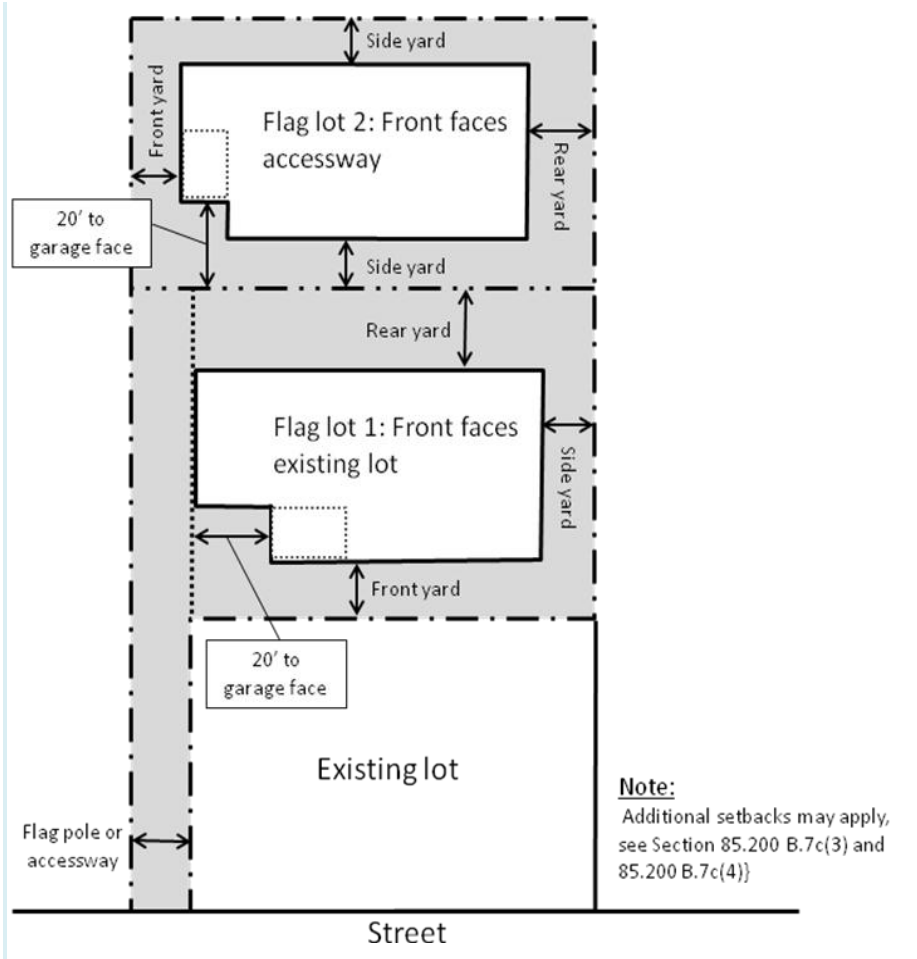 Side yard
Front yard
Flag lot 2: Front faces
accessway
Rear yard
20' to
garage face
Side yard
Rear yard
Flag lot 1: Front faces
existing lot
Side yard
Front yard
20' to
garage face
Existing lot
Note:
Additional setbacks may apply,
see Section 85.200 B.7c(3) and
85.200 B.7c(4)}
Flag pole or
accessway
Street